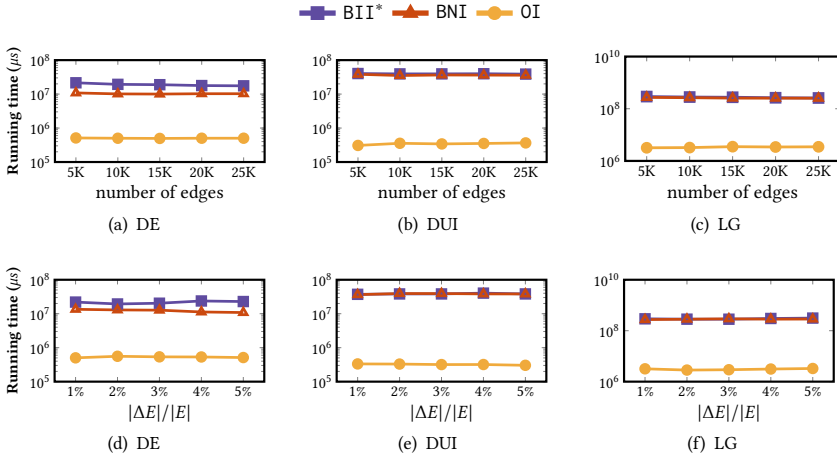 BII* BNI OI
Running time (μs)
10^8
10^7
10^6
10^5
5K 10K 15K 20K 25K
number of edges
(a) DE
10^8
10^7
10^6
10^5
5K 10K 15K 20K 25K
number of edges
(b) DUI
10^10
10^8
10^6
5K 10K 15K 20K 25K
number of edges
(c) LG
Running time (μs)
10^8
10^7
10^6
10^5
1% 2% 3% 4% 5%
|ΔE|/|E|
(d) DE
10^8
10^7
10^6
10^5
1% 2% 3% 4% 5%
|ΔE|/|E|
(e) DUI
10^10
10^8
10^6
1% 2% 3% 4% 5%
|ΔE|/|E|
(f) LG